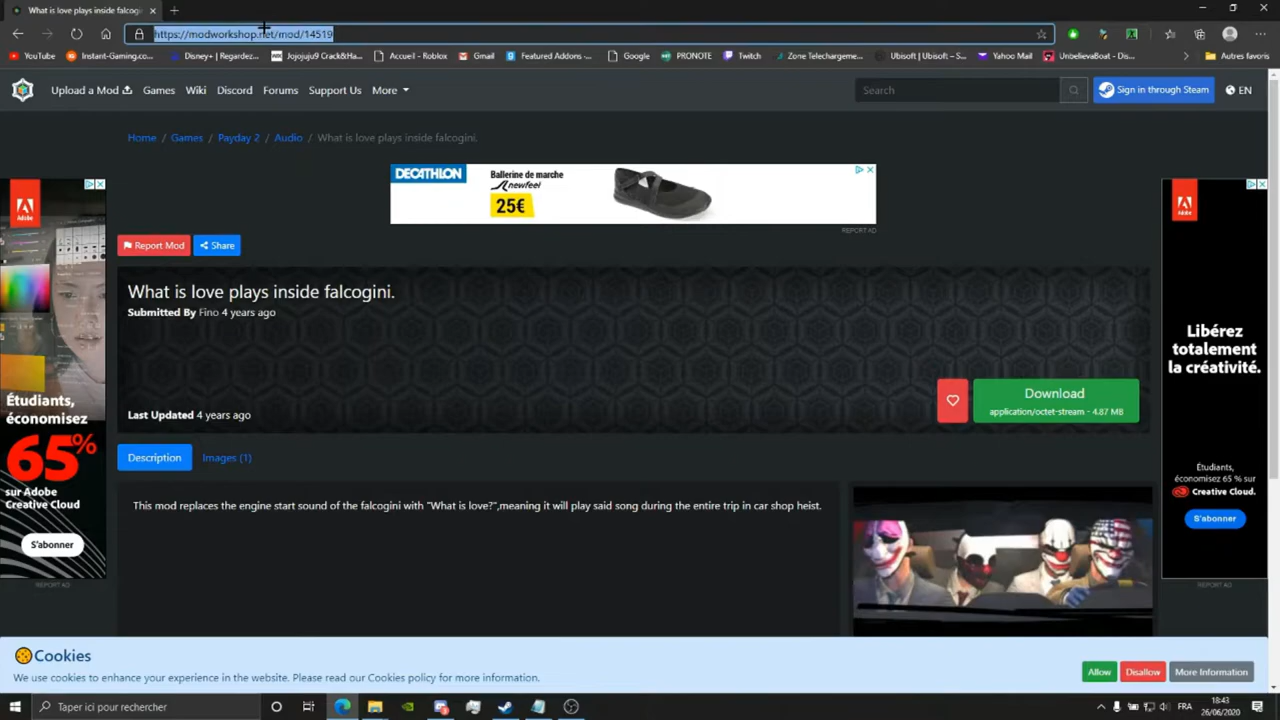 What is love plays inside falcogi
https://modworkshop.net/mod/14519
YouTube
Instant-Gaming.co...
Disney+ | Regardez...
Jojojuju9 Crack&H...
Accueil - Roblox
Gmail
Featured Addons -...
Google
PRONOTE
Twitch
Zone Telechargeme...
Ubisoft | Ubisoft – S...
Yahoo Mail
UnbelievaBoat - Dis...
Autres favoris
Upload a Mod
Games
Wiki
Discord
Forums
Support Us
More
Search
Sign in through Steam
EN
Home / Games / Payday 2 / Audio / What is love plays inside falcogini.
DECATHLON
Ballerine de marche
newfeel
25€
REPORT AD
Report Mod
Share
What is love plays inside falcogini.
Submitted By Fino 4 years ago
Last Updated 4 years ago
Download
application/octet-stream - 4.87 MB
Description
Images (1)
This mod replaces the engine start sound of the falcogini with "What is love?",meaning it will play said song during the entire trip in car shop heist.
Adobe
Étudiants,
économisez
65%
sur Adobe
Creative Cloud
S'abonner
REPORT AD
Adobe
Libérez
totalement
la créativité.
Étudiants,
économisez 65 % sur
Creative Cloud.
S'abonner
REPORT AD
Cookies
We use cookies to enhance your experience in the website. Please read our Cookies policy for more information.
Allow
Disallow
More Information
Taper ici pour rechercher
FRA
18:43
26/06/2020